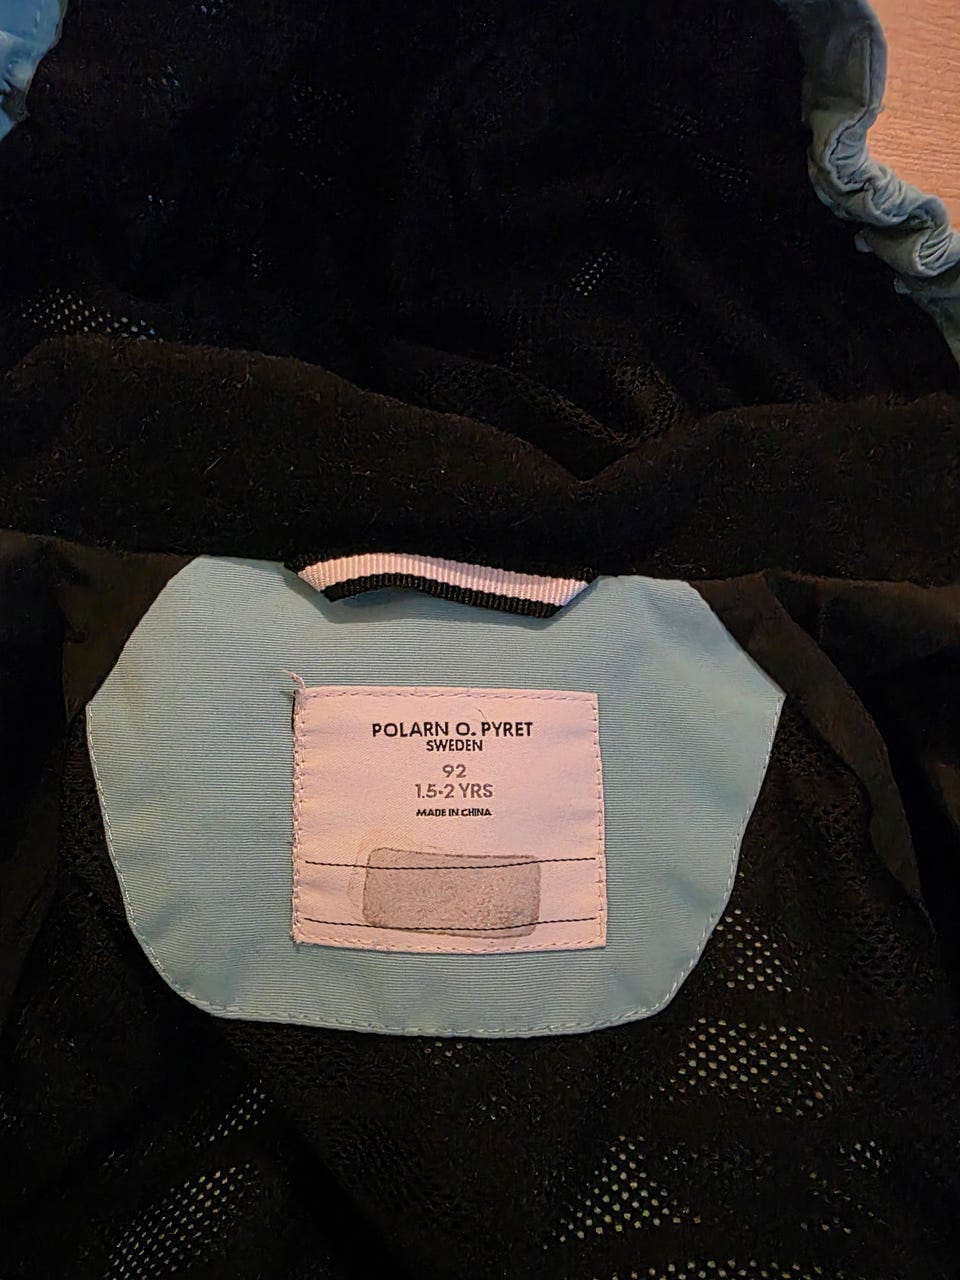 POLARN O. PYRET
SWEDEN
92
1.5-2 YRS
MADE IN CHINA